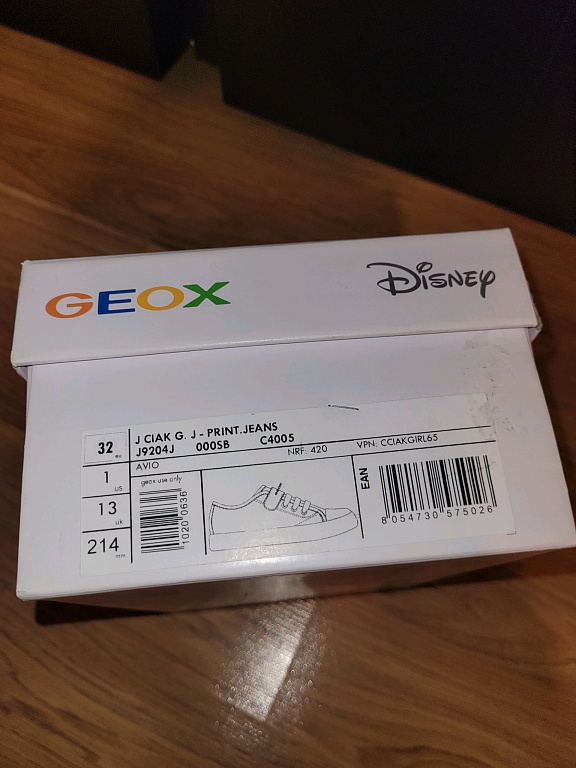 GEOX
Disney
32 eu
1 us
13 uk
214 mm
J CIAK G. J - PRINT.JEANS
J9204J 000SB C4005
NRF: 420 VPN: CCIAKGIRL65
AVIO
geox use only
1020 0636
EAN
8 054730 575026